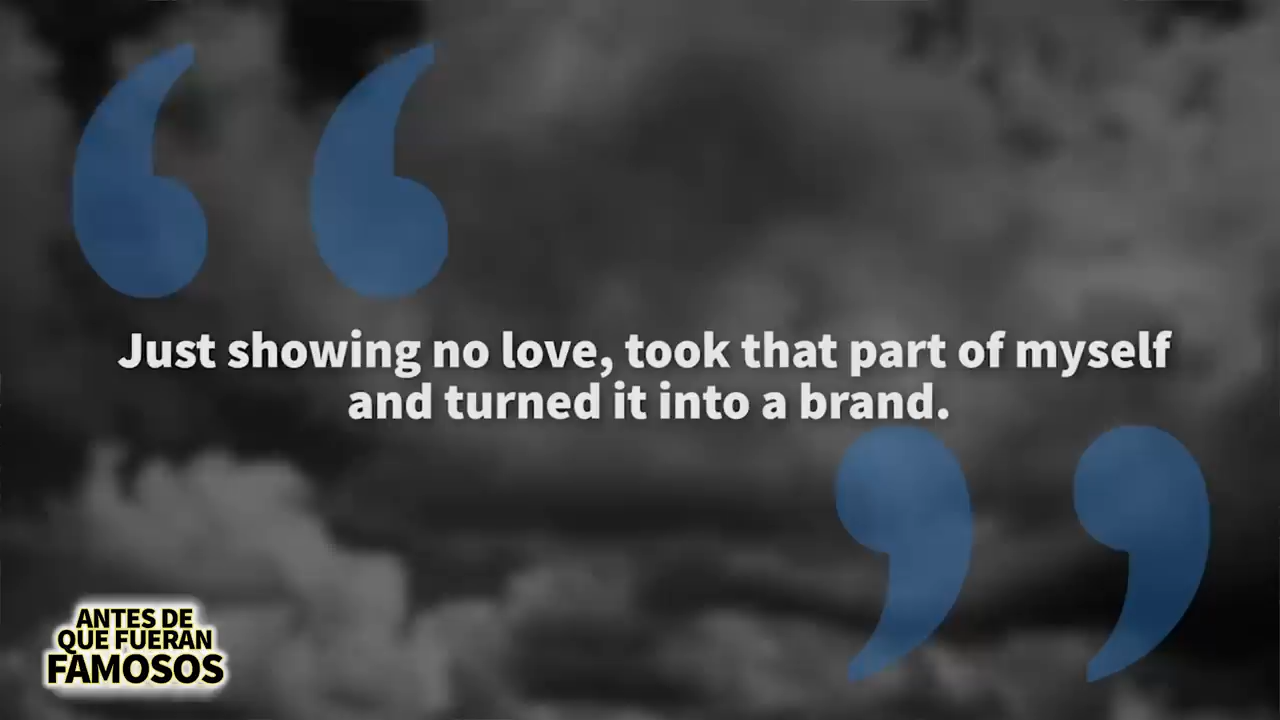 Just showing no love, took that part of myself
and turned it into a brand.
ANTES DE
QUE FUERAN
FAMOSOS